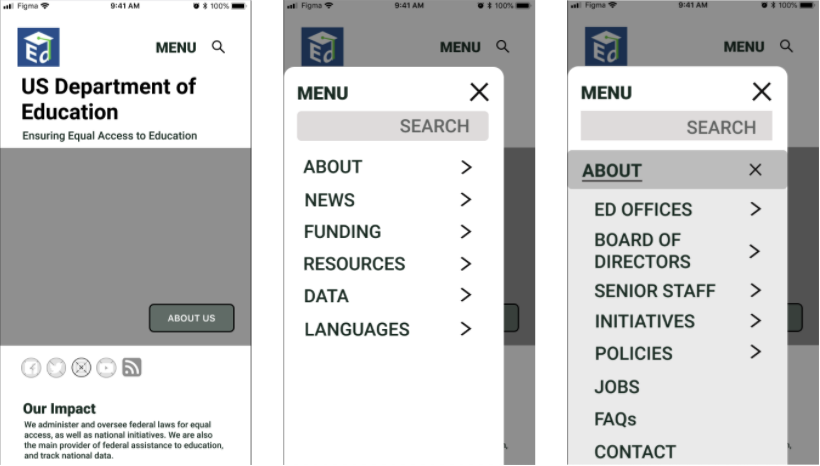 Figma
9:41 AM
100%
Ed
MENU
US Department of
Education
Ensuring Equal Access to Education
ABOUT US
Our Impact
We administer and oversee federal laws for equal
access, as well as national initiatives. We are also
the main provider of federal assistance to education,
and track national data.
Figma
9:41 AM
100%
Ed
MENU
MENU
SEARCH
ABOUT
NEWS
FUNDING
RESOURCES
DATA
LANGUAGES
Figma
9:41 AM
100%
Ed
MENU
MENU
SEARCH
ABOUT
ED OFFICES
BOARD OF
DIRECTORS
SENIOR STAFF
INITIATIVES
POLICIES
JOBS
FAQs
CONTACT